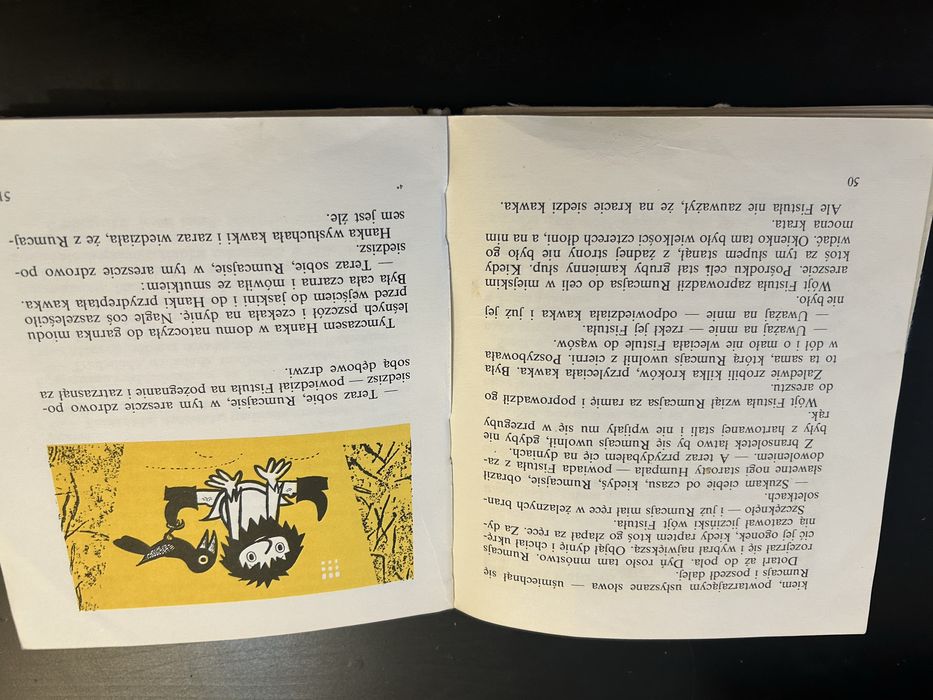 kiem, powtarzającym usłyszane słowa — uśmiechnął się
Rumcajs i poszedł dalej.
Dotarł aż do pola. Dyń rosło tam mnóstwo. Rumcajs
rozejrzał się i wybrał największą. Objął dynię i chciał ukrę-
cić jej ogonek, kiedy raptem ktoś go złapał za ręce. Za dy-
nią czatował jiciński wójt Fistuła.
Szczęknęło — i już Rumcajs miał ręce w żelaznych bran-
soletkach.
— Szukam ciebie od czasu, kiedyś, Rumcajsie, obraził
sławetne nogi starosty Humpala — powiada Fistuła z za-
dowoleniem. — A teraz przydybałem cię na dyniach.
Z bransoletek łatwo by się Rumcajs uwolnił, gdyby nie
były z hartowanej stali i nie wpijały mu się w przeguby
rąk.
Wójt Fistuła wziął Rumcajsa za ramię i poprowadził go
do aresztu.
Zaledwie zrobili kilka kroków, przyleciała kawka. Była
to ta sama, którą Rumcajs uwolnił z cierni. Poszybowała
w dół i o mało nie wleciała Fistule do wąsów.
— Uważaj na mnie — rzekł jej Fistuła.
— Uważaj na mnie — odpowiedziała kawka i już jej
nie było.
Wójt Fistuła zaprowadził Rumcajsa do celi w miejskim
areszcie. Pośrodku celi stał gruby kamienny słup. Kiedy
ktoś za tym słupem stanął, z żadnej strony nie było go
widać. Okienko tam było wielkości czterech dłoni, a na nim
mocna krata.
Ale Fistuła nie zauważył, że na kracie siedzi kawka.
50
— Teraz sobie, Rumcajsie, w tym areszcie zdrowo po-
siedzisz — powiedział Fistuła na pożegnanie i zatrzasnął za
sobą dębowe drzwi.
Tymczasem Hanka w domu natoczyła do garnka miodu
leśnych pszczół i czekała na dynię. Nagle coś zaszeleściło
przed wejściem do jaskini i do Hanki przydreptała kawka.
Była cała czarna i mówiła ze smutkiem:
— Teraz sobie, Rumcajsie, w tym areszcie zdrowo po-
siedzisz.
Hanka wysłuchała kawki i zaraz wiedziała, że z Rumcaj-
sem jest źle.
4*
51